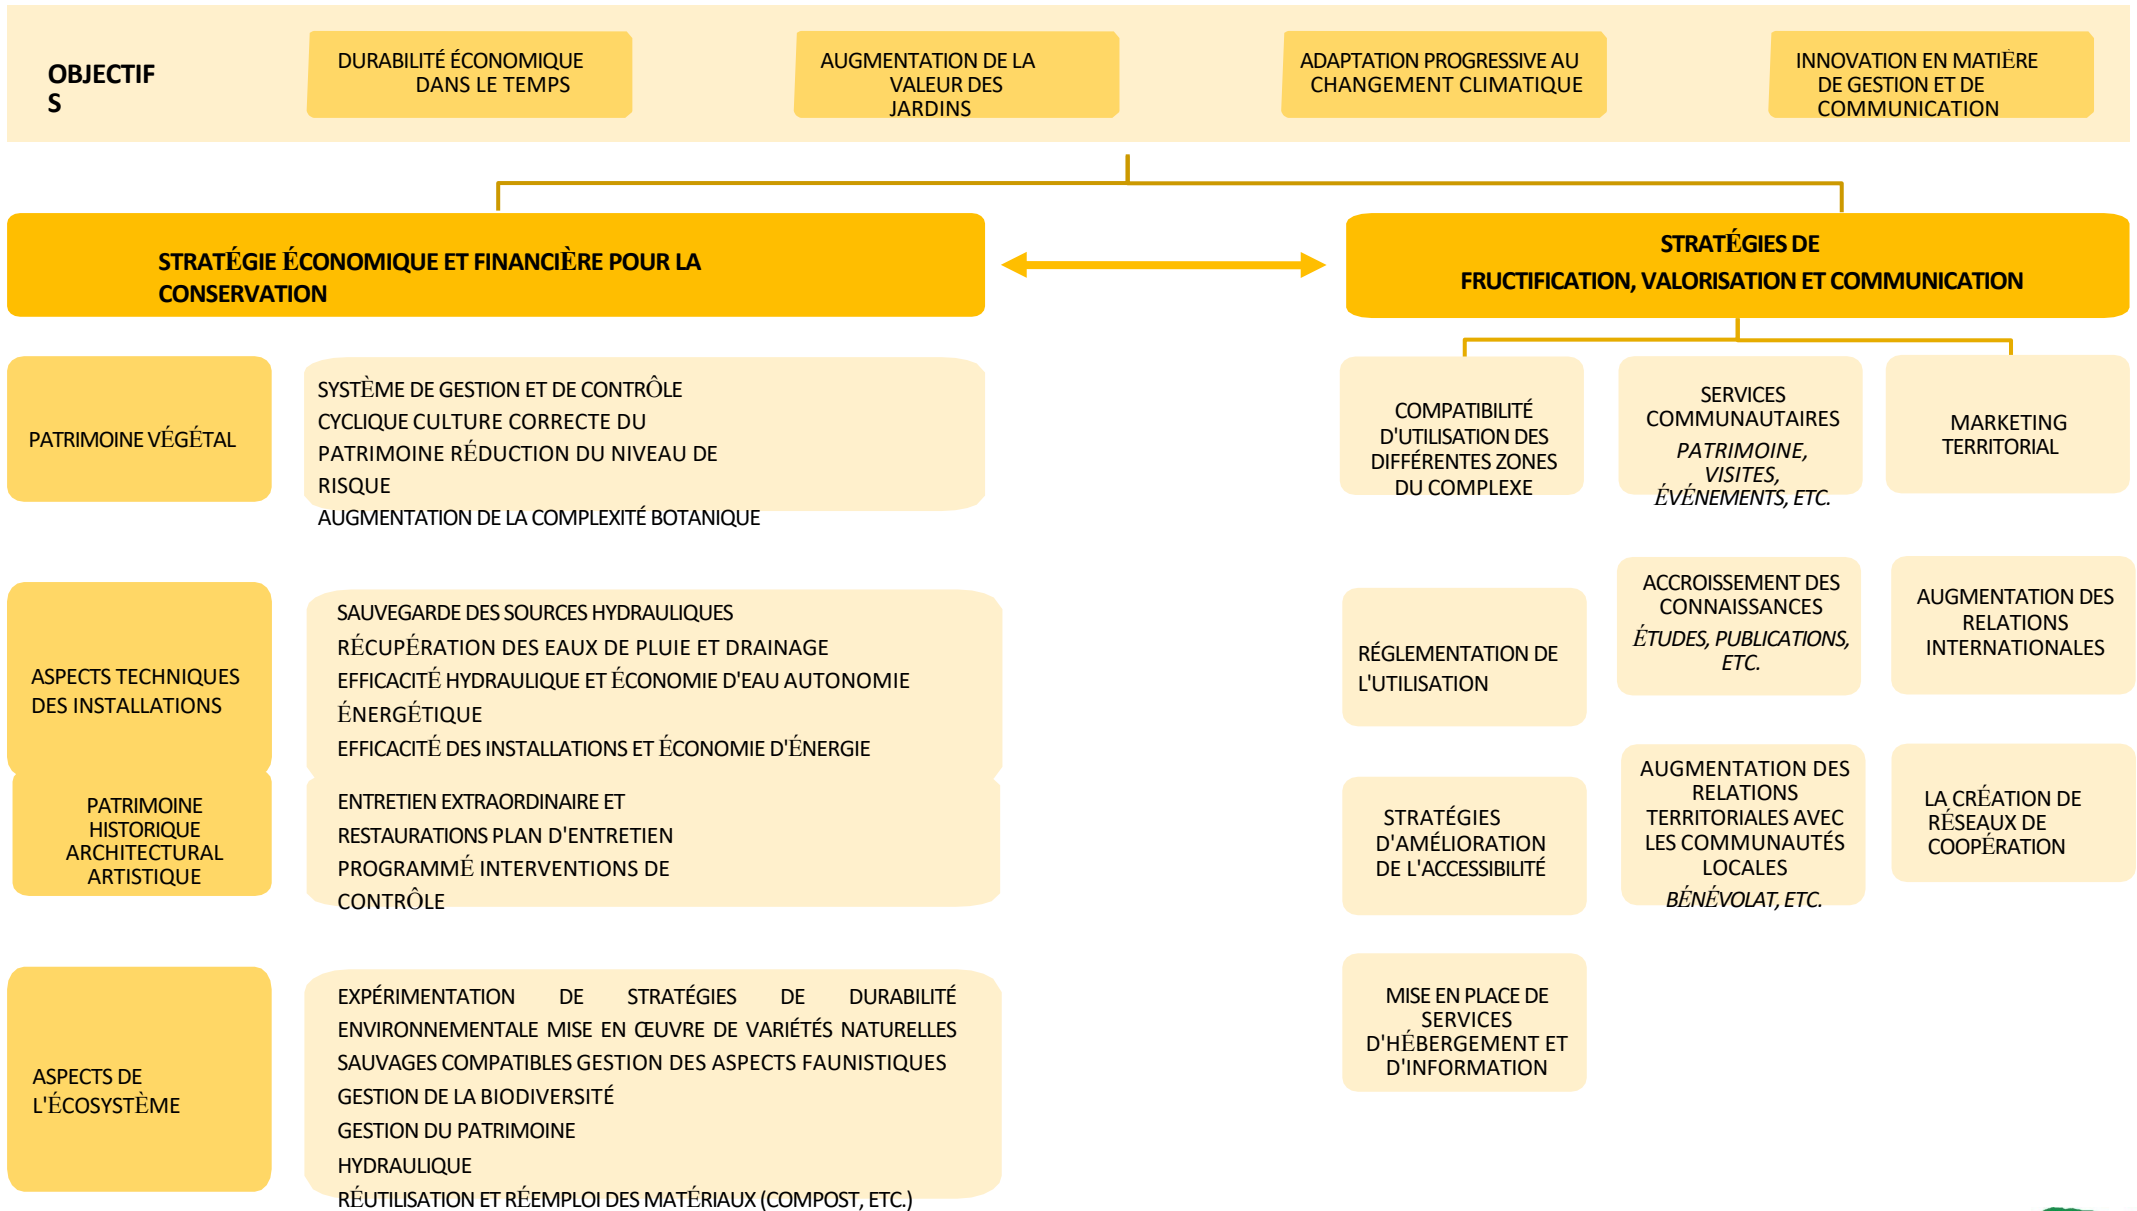 OBJECTIF
S
DURABILITÉ ÉCONOMIQUE
DANS LE TEMPS
AUGMENTATION DE LA
VALEUR DES
JARDINS
ADAPTATION PROGRESSIVE AU
CHANGEMENT CLIMATIQUE
INNOVATION EN MATIÈRE
DE GESTION ET DE
COMMUNICATION
STRATÉGIE ÉCONOMIQUE ET FINANCIÈRE POUR LA
CONSERVATION
STRATÉGIES DE
FRUCTIFICATION, VALORISATION ET COMMUNICATION
PATRIMOINE VÉGÉTAL
SYSTÈME DE GESTION ET DE CONTRÔLE
CYCLIQUE CULTURE CORRECTE DU
PATRIMOINE RÉDUCTION DU NIVEAU DE
RISQUE
AUGMENTATION DE LA COMPLEXITÉ BOTANIQUE
COMPATIBILITÉ
D'UTILISATION DES
DIFFÉRENTES ZONES
DU COMPLEXE
SERVICES
COMMUNAUTAIRES
PATRIMOINE,
VISITES,
ÉVÉNEMENTS, ETC.
MARKETING
TERRITORIAL
ASPECTS TECHNIQUES
DES INSTALLATIONS
SAUVEGARDE DES SOURCES HYDRAULIQUES
RÉCUPÉRATION DES EAUX DE PLUIE ET DRAINAGE
EFFICACITÉ HYDRAULIQUE ET ÉCONOMIE D'EAU AUTONOMIE
ÉNERGÉTIQUE
EFFICACITÉ DES INSTALLATIONS ET ÉCONOMIE D'ÉNERGIE
RÉGLEMENTATION DE
L'UTILISATION
ACCROISSEMENT DES
CONNAISSANCES
ÉTUDES, PUBLICATIONS,
ETC.
AUGMENTATION DES
RELATIONS
INTERNATIONALES
PATRIMOINE
HISTORIQUE
ARCHITECTURAL
ARTISTIQUE
ENTRETIEN EXTRAORDINAIRE ET
RESTAURATIONS PLAN D'ENTRETIEN
PROGRAMMÉ INTERVENTIONS DE
CONTRÔLE
STRATÉGIES
D'AMÉLIORATION
DE L'ACCESSIBILITÉ
AUGMENTATION DES
RELATIONS
TERRITORIALES AVEC
LES COMMUNAUTÉS
LOCALES
BÉNÉVOLAT, ETC.
LA CRÉATION DE
RÉSEAUX DE
COOPÉRATION
ASPECTS DE
L'ÉCOSYSTÈME
EXPÉRIMENTATION DE STRATÉGIES DE DURABILITÉ
ENVIRONNEMENTALE MISE EN ŒUVRE DE VARIÉTÉS NATURELLES
SAUVAGES COMPATIBLES GESTION DES ASPECTS FAUNISTIQUES
GESTION DE LA BIODIVERSITÉ
GESTION DU PATRIMOINE
HYDRAULIQUE
RÉUTILISATION ET RÉEMPLOI DES MATÉRIAUX (COMPOST, ETC.)
MISE EN PLACE DE
SERVICES
D'HÉBERGEMENT ET
D'INFORMATION